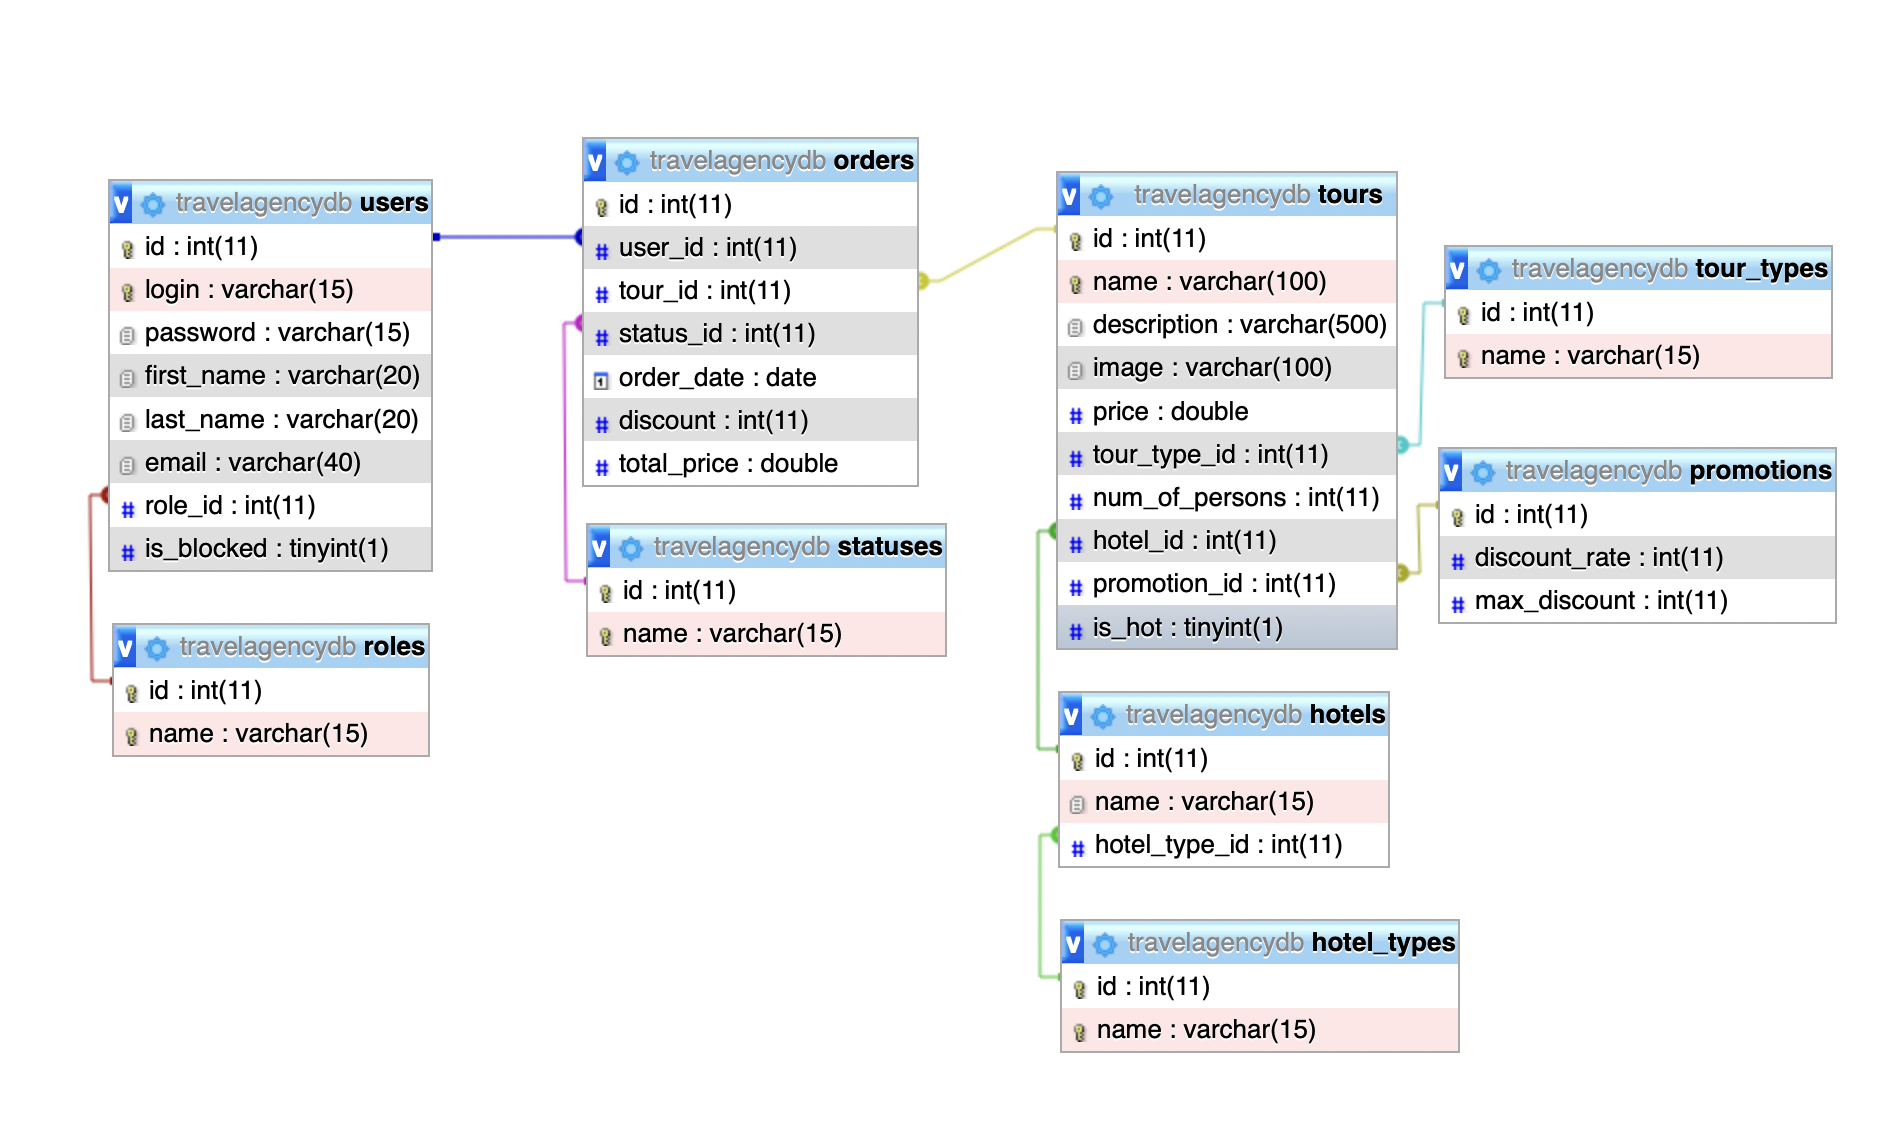 v travelagencydb users
id : int(11)
login : varchar(15)
password : varchar(15)
first_name : varchar(20)
last_name : varchar(20)
email : varchar(40)
# role_id : int(11)
# is_blocked : tinyint(1)
v travelagencydb roles
id : int(11)
name : varchar(15)
v travelagencydb orders
id : int(11)
# user_id : int(11)
# tour_id : int(11)
# status_id : int(11)
1 order_date : date
# discount : int(11)
# total_price : double
v travelagencydb statuses
id : int(11)
name : varchar(15)
v travelagencydb tours
id : int(11)
name : varchar(100)
description : varchar(500)
image : varchar(100)
# price : double
# tour_type_id : int(11)
# num_of_persons : int(11)
# hotel_id : int(11)
# promotion_id : int(11)
# is_hot : tinyint(1)
v travelagencydb hotels
id : int(11)
name : varchar(15)
# hotel_type_id : int(11)
v travelagencydb hotel_types
id : int(11)
name : varchar(15)
v travelagencydb tour_types
id : int(11)
name : varchar(15)
v travelagencydb promotions
id : int(11)
# discount_rate : int(11)
# max_discount : int(11)